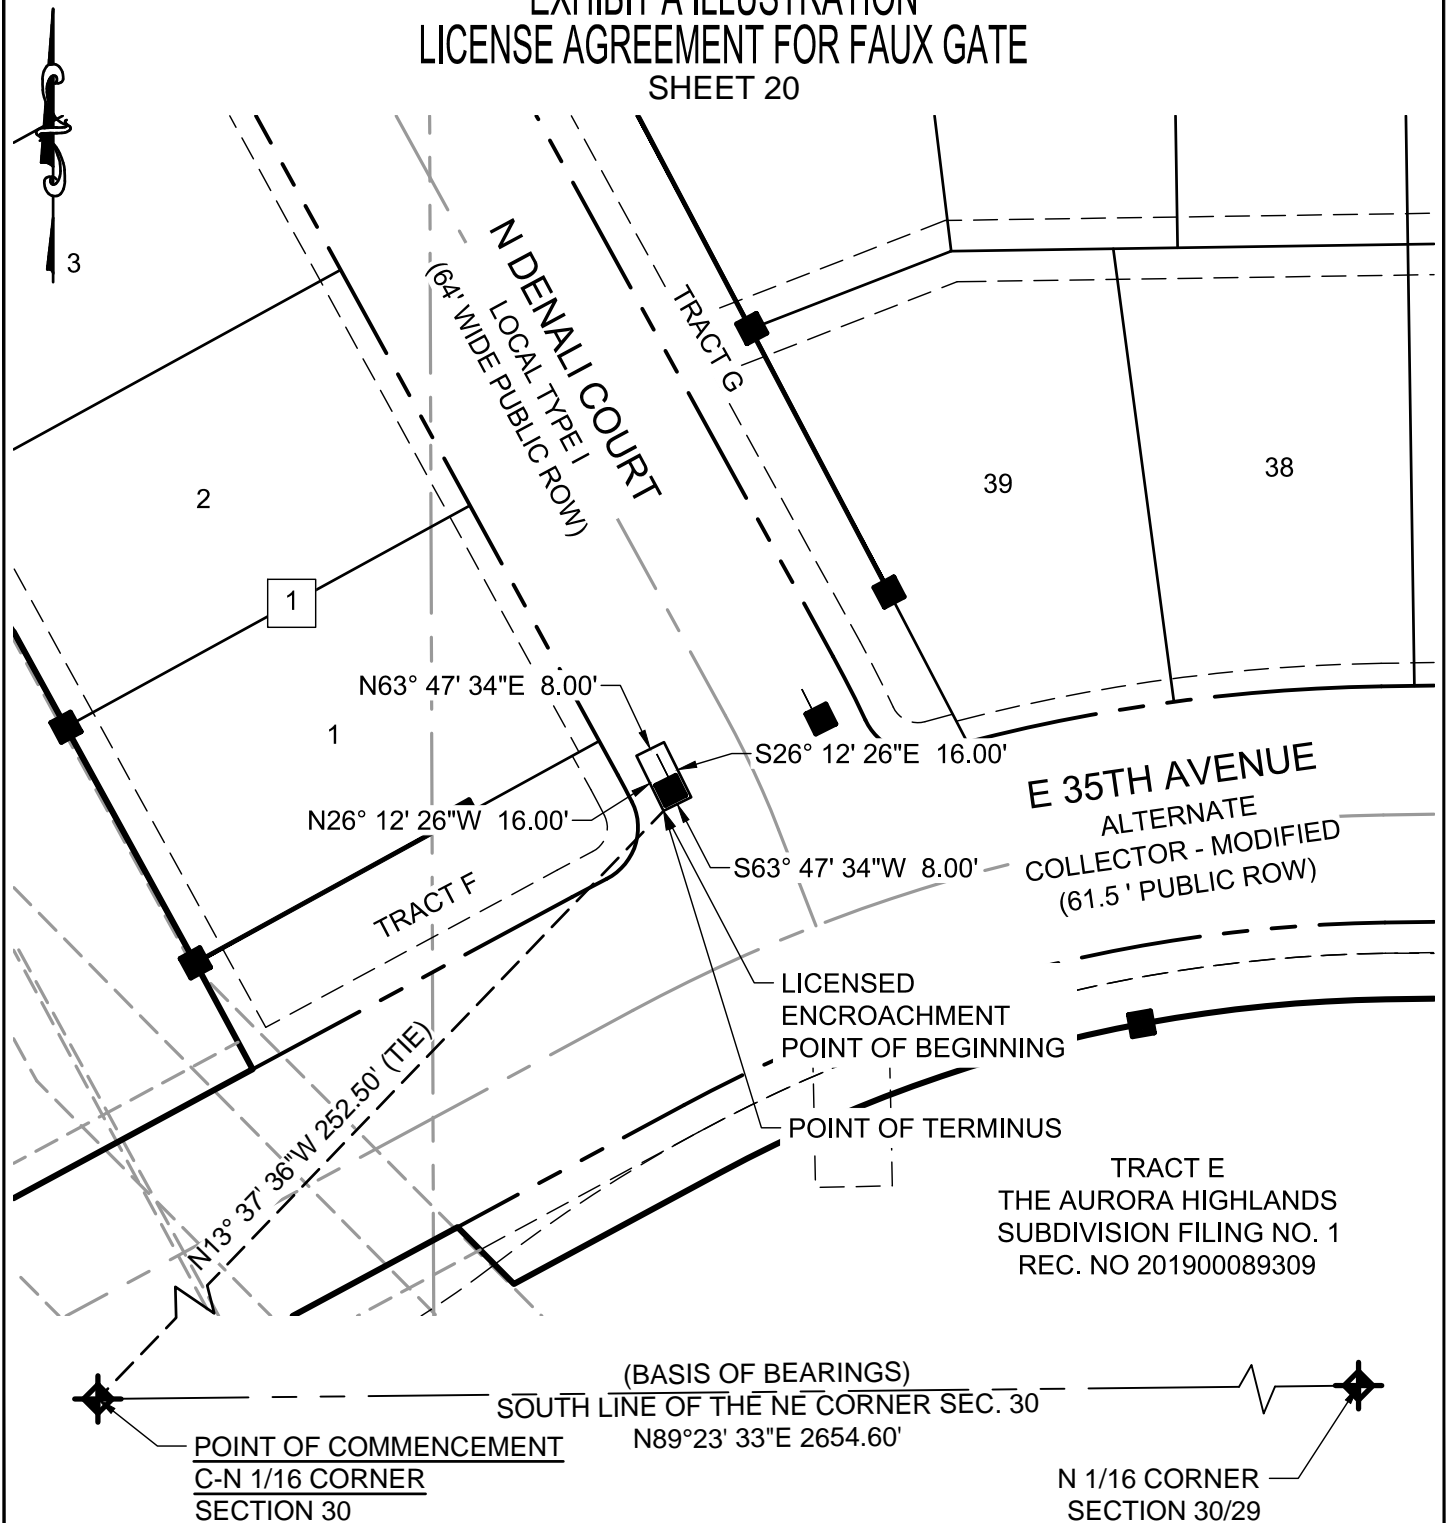 EXHIBIT A ILLUSTRATION
LICENSE AGREEMENT FOR FAUX GATE
SHEET 20
3
N DENALI COURT
LOCAL TYPE I
(64' WIDE PUBLIC ROW)
TRACT G
2
39
38
1
N63° 47' 34"E  8.00'
1
S26° 12' 26"E  16.00'
N26° 12' 26"W  16.00'
S63° 47' 34"W  8.00'
E 35TH AVENUE
ALTERNATE
COLLECTOR - MODIFIED
(61.5 ' PUBLIC ROW)
TRACT F
LICENSED
ENCROACHMENT
POINT OF BEGINNING
N13° 37' 36"W 252.50' (TIE)
POINT OF TERMINUS
TRACT E
THE AURORA HIGHLANDS
SUBDIVISION FILING NO. 1
REC. NO 201900089309
(BASIS OF BEARINGS)
SOUTH LINE OF THE NE CORNER SEC. 30
N89°23' 33"E 2654.60'
POINT OF COMMENCEMENT
C-N 1/16 CORNER
SECTION 30
N 1/16 CORNER
SECTION 30/29